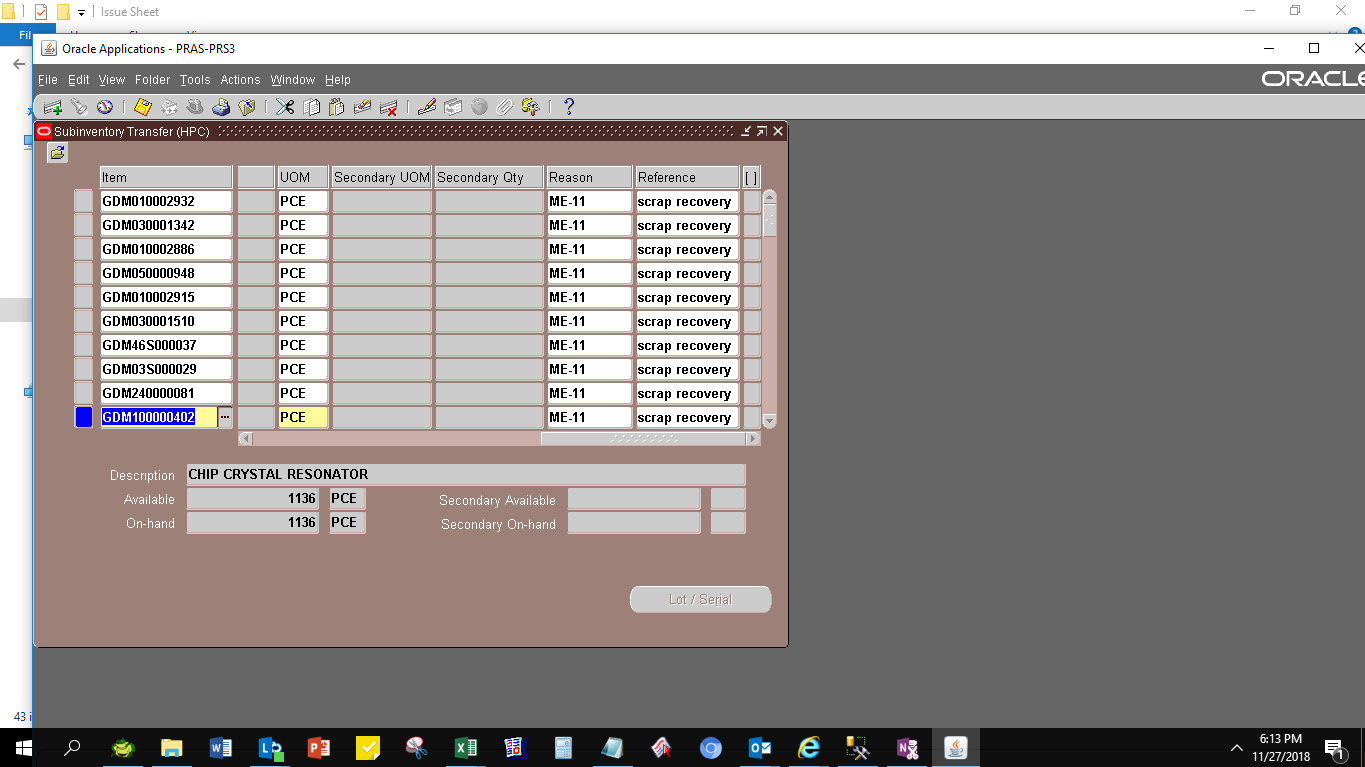 Issue Sheet
Fil
Oracle Applications - PRAS-PRS3
File Edit View Folder Tools Actions Window Help
ORACLE
Subinventory Transfer (HPC)
Item UOM Secondary UOM Secondary Qty Reason Reference [ ]
GDM010002932 PCE ME-11 scrap recovery
GDM030001342 PCE ME-11 scrap recovery
GDM010002886 PCE ME-11 scrap recovery
GDM050000948 PCE ME-11 scrap recovery
GDM010002915 PCE ME-11 scrap recovery
GDM030001510 PCE ME-11 scrap recovery
GDM46S000037 PCE ME-11 scrap recovery
GDM03S000029 PCE ME-11 scrap recovery
GDM240000081 PCE ME-11 scrap recovery
GDM100000402 ... PCE ME-11 scrap recovery
Description CHIP CRYSTAL RESONATOR
Available 1136 PCE Secondary Available
On-hand 1136 PCE Secondary On-hand
Lot / Serial
43 i
6:13 PM
11/27/2018
1